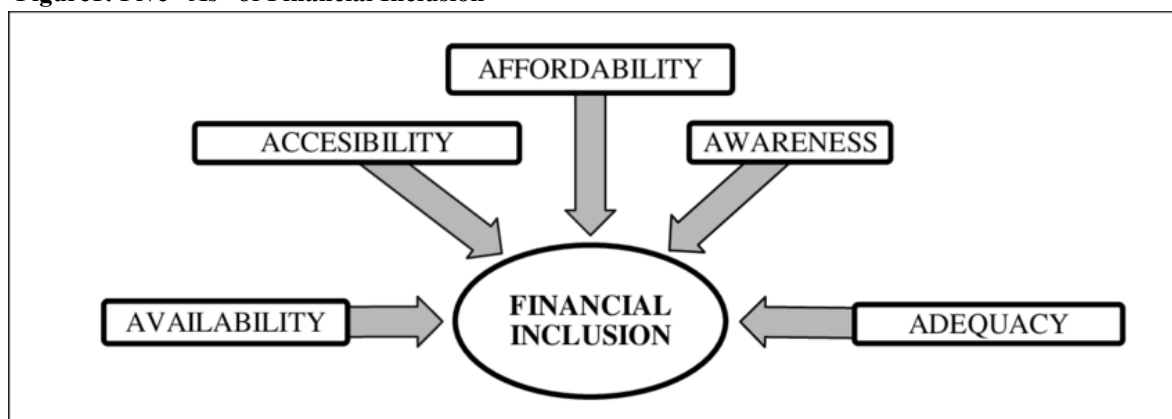 Figure1: Five "As" of Financial Inclusion
AFFORDABILITY
ACCESIBILITY
AWARENESS
FINANCIAL
INCLUSION
AVAILABILITY
ADEQUACY